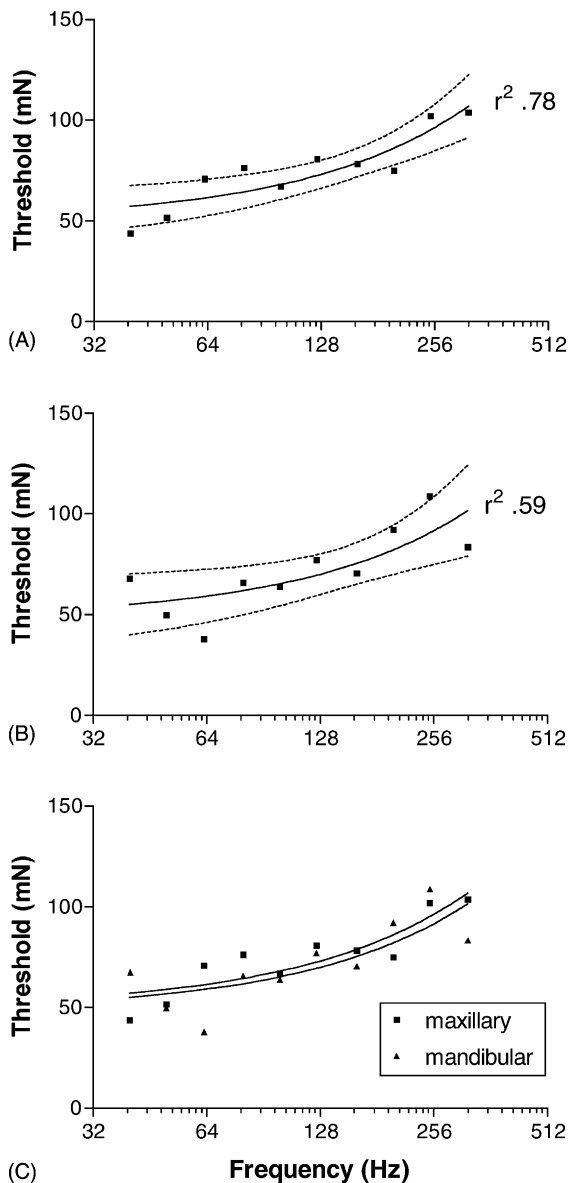 150
100
50
0
Threshold (mN)
r² .78
(A)
32 64 128 256 512
150
100
50
0
Threshold (mN)
r² .59
(B)
32 64 128 256 512
150
100
50
0
Threshold (mN)
maxillary
mandibular
(C)
32 64 128 256 512
Frequency (Hz)